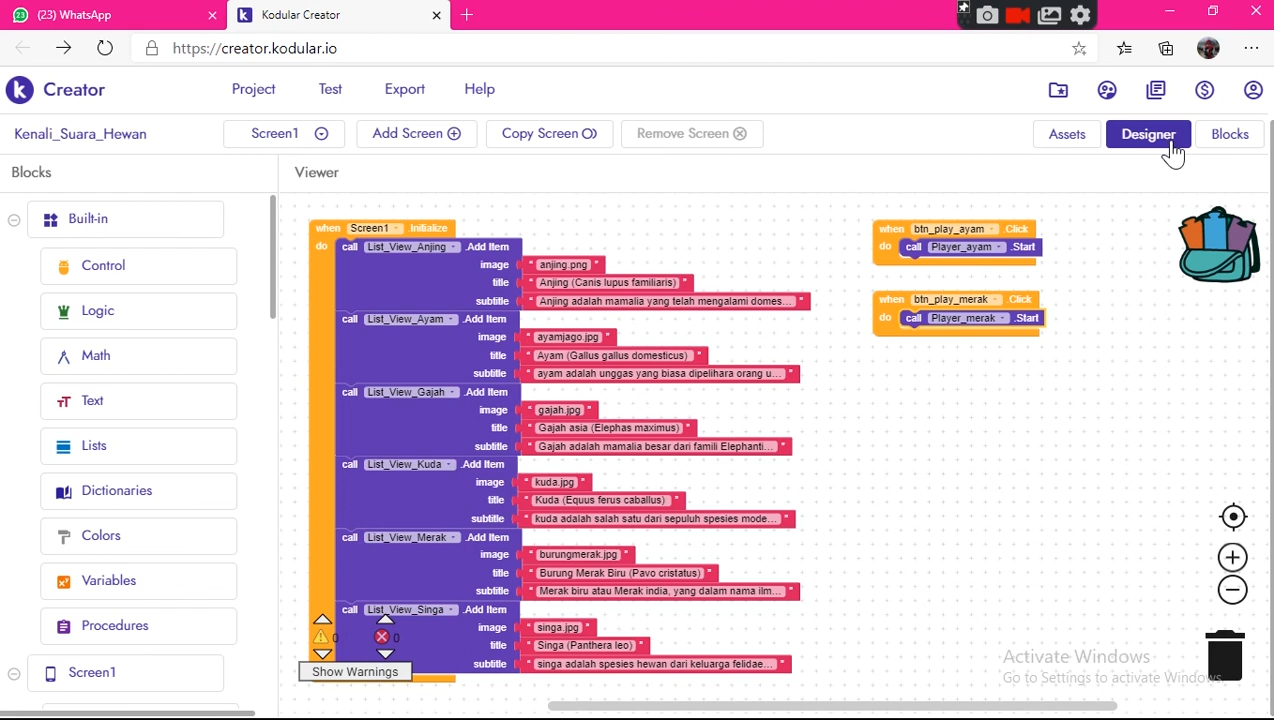 (23) WhatsApp
Kodular Creator
https://creator.kodular.io
Creator
Project
Test
Export
Help
Kenali_Suara_Hewan
Screen1
Add Screen
Copy Screen
Remove Screen
Assets
Designer
Blocks
Blocks
Viewer
Built-in
Control
Logic
Math
Text
Lists
Dictionaries
Colors
Variables
Procedures
Screen1
when Screen1 .Initialize
do call List_View_Anjing .Add Item
image " anjing.png "
title " Anjing (Canis lupus familiaris) "
subtitle " Anjing adalah mamalia yang telah mengalami domes... "
call List_View_Ayam .Add Item
image " ayamjago.jpg "
title " Ayam (Gallus gallus domesticus) "
subtitle " ayam adalah unggas yang biasa dipelihara orang u... "
call List_View_Gajah .Add Item
image " gajah.jpg "
title " Gajah asia (Elephas maximus) "
subtitle " Gajah adalah mamalia besar dari famili Elephanti... "
call List_View_Kuda .Add Item
image " kuda.jpg "
title " Kuda (Equus ferus caballus) "
subtitle " kuda adalah salah satu dari sepuluh spesies mode... "
call List_View_Merak .Add Item
image " burungmerak.jpg "
title " Burung Merak Biru (Pavo cristatus) "
subtitle " Merak biru atau Merak india, yang dalam nama ilm... "
call List_View_Singa .Add Item
image " singa.jpg "
title " Singa (Panthera leo) "
subtitle " singa adalah spesies hewan dari keluarga felidae... "
0
0
Show Warnings
when btn_play_ayam .Click
do call Player_ayam .Start
when btn_play_merak .Click
do call Player_merak .Start
Activate Windows
Go to Settings to activate Windows